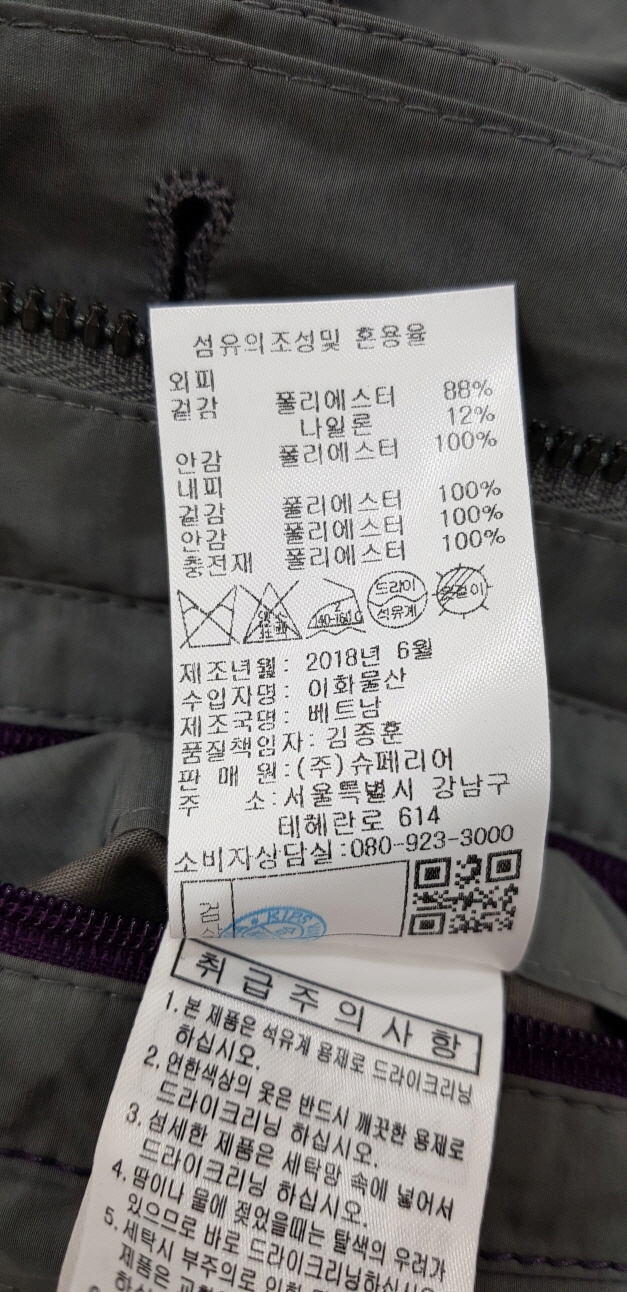 섬유의조성및 혼용율
외피
겉감 폴리에스터 88%
나일론 12%
안감 폴리에스터 100%
내피
겉감 폴리에스터 100%
안감 폴리에스터 100%
충전재 폴리에스터 100%
2 140-160℃ 드라이 석유계 옷걸이
제조년월: 2018년 6월
수입자명: 이화물산
제조국명: 베트남
품질책임자: 김종훈
판 매 원:(주)슈페리어
주 소:서울특별시 강남구
테헤란로 614
소비자상담실:080-923-3000
검
취급주의사항
1. 본 제품은 석유계 용제로 드라이크리닝
하십시오.
2. 연한색상의 옷은 반드시 깨끗한 용제로
드라이크리닝 하십시오.
3. 섬세한 제품은 세탁망 속에 넣어서
드라이크리닝 하십시오.
4. 땀이나 물에 젖었을때는 탈색의 우려가
있으므로 바로 드라이크리닝하십시오
5. 세탁시 부주의로 인한
제품은